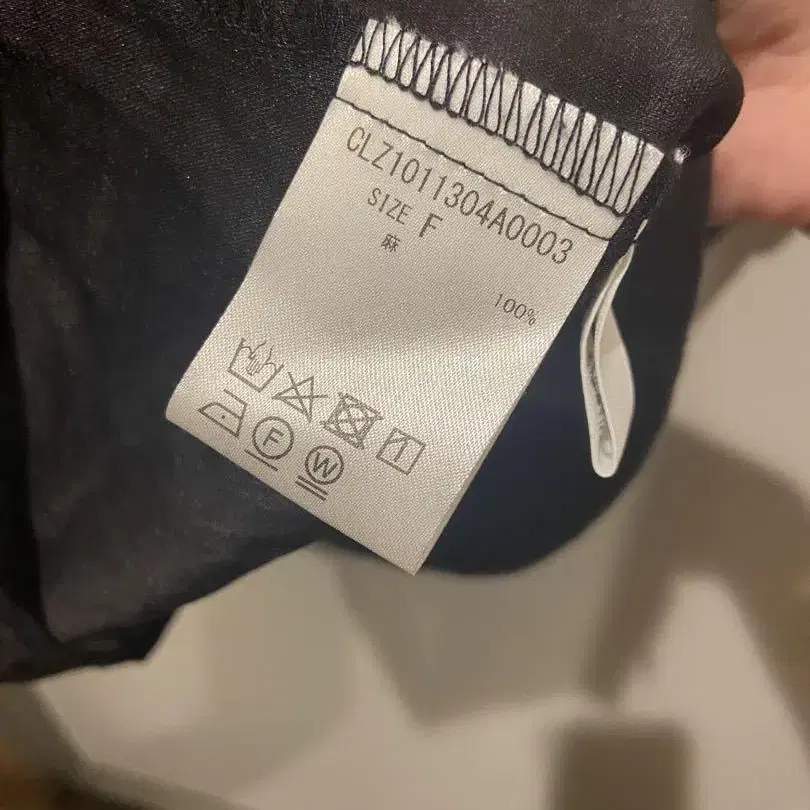 CLZ1011304A0003
SIZE F
麻
100%
F
W